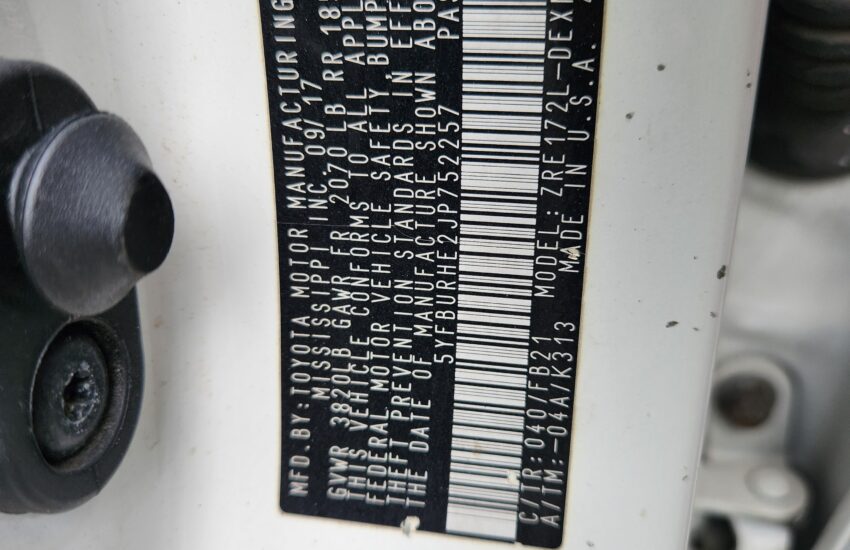 MFD. BY: TOYOTA MOTOR MANUFACTURING
MISSISSIPPI INC. 09/17
GVWR 3820LB GAWR FR 2070 LB RR 185
THIS VEHICLE CONFORMS TO ALL APPL
FEDERAL MOTOR VEHICLE SAFETY, BUMP
THEFT PREVENTION STANDARDS IN EFF
THE DATE OF MANUFACTURE SHOWN ABO
5YFBURHE2JP752257 PAS
C/TR: 040/FB21 MODEL: ZRE172L-DEX
A/TM: -04A/K313 MADE IN U.S.A.